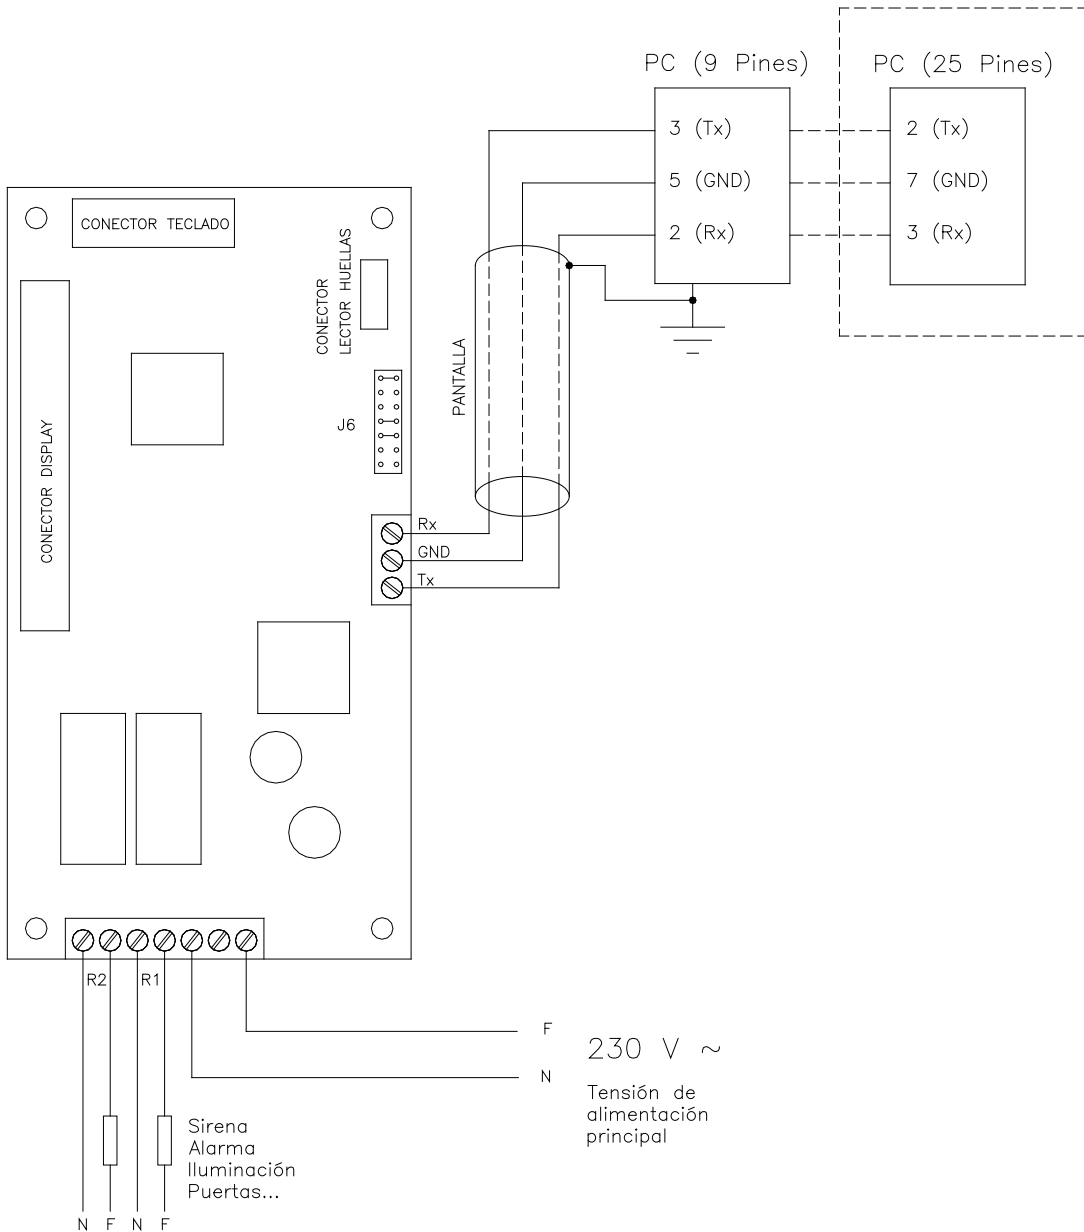 PC (9 Pines)
PC (25 Pines)
3 (Tx)
5 (GND)
2 (Rx)
2 (Tx)
7 (GND)
3 (Rx)
CONECTOR TECLADO
CONECTOR
LECTOR HUELLAS
CONECTOR DISPLAY
J6
PANTALLA
Rx
GND
Tx
R2
R1
F
N
230 V ~
Tensión de
alimentación
principal
Sirena
Alarma
Iluminación
Puertas...
N F N F